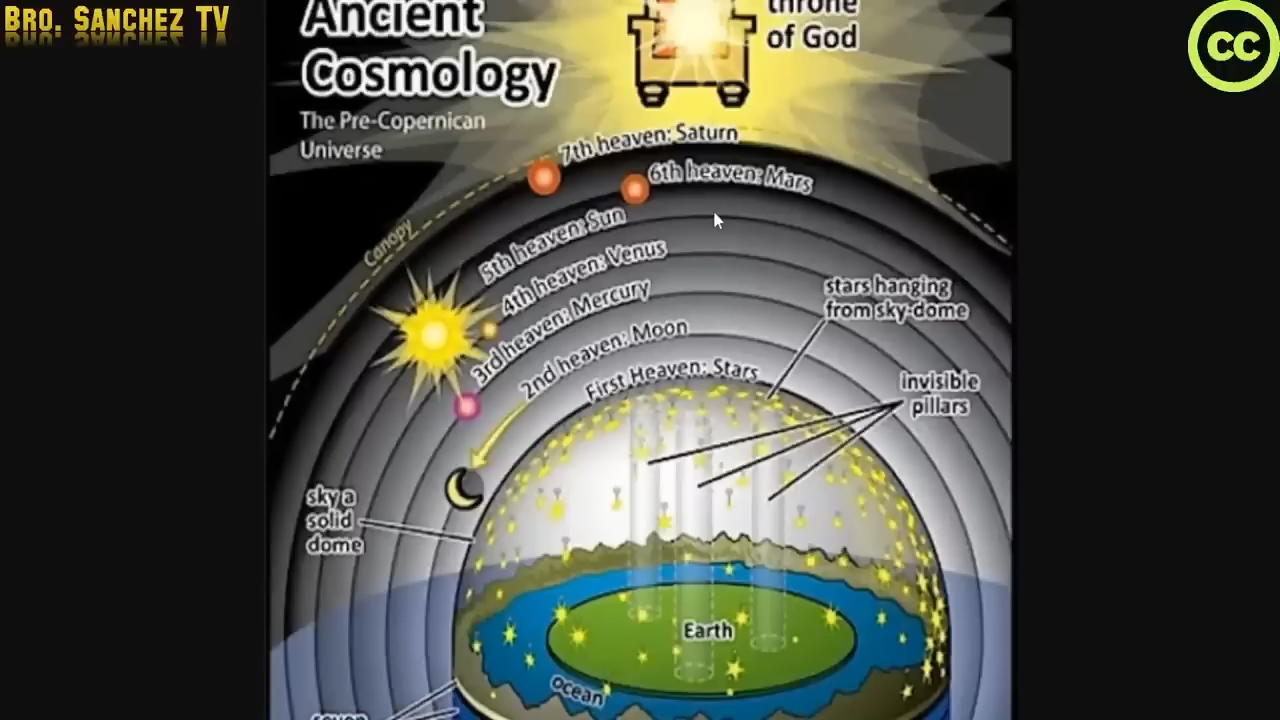 BRO. SANCHEZ TV
CC
Ancient
Cosmology
The Pre-Copernican
Universe
throne
of God
7th heaven: Saturn
6th heaven: Mars
5th heaven: Sun
4th heaven: Venus
3rd heaven: Mercury
2nd heaven: Moon
First Heaven: Stars
Canopy
stars hanging
from sky-dome
invisible
pillars
sky a
solid
dome
Earth
ocean
seven